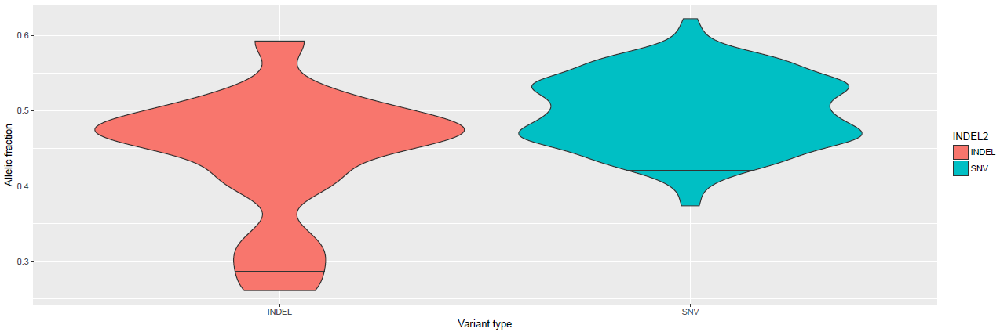 Allelic fraction
0.6
0.5
0.4
0.3
INDEL
SNV
Variant type
INDEL2
INDEL
SNV